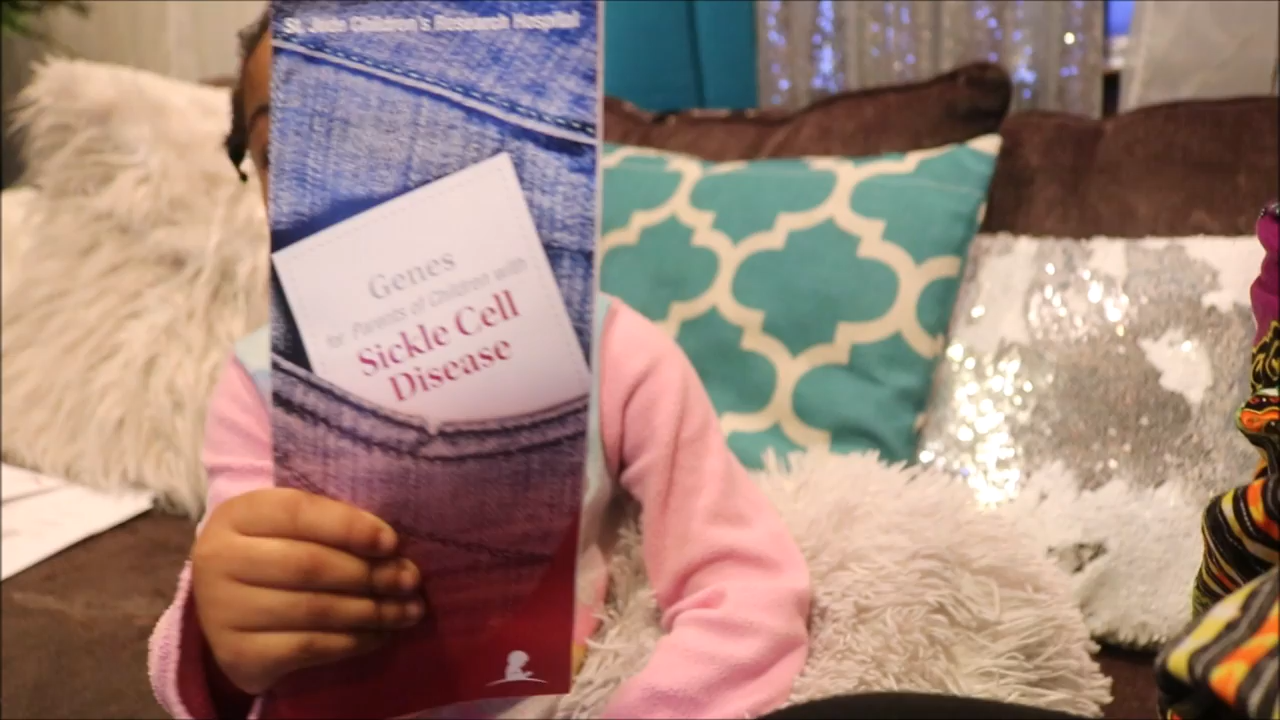 St. Jude Children's Research Hospital
Genes
for Parents of Children with
Sickle Cell
Disease